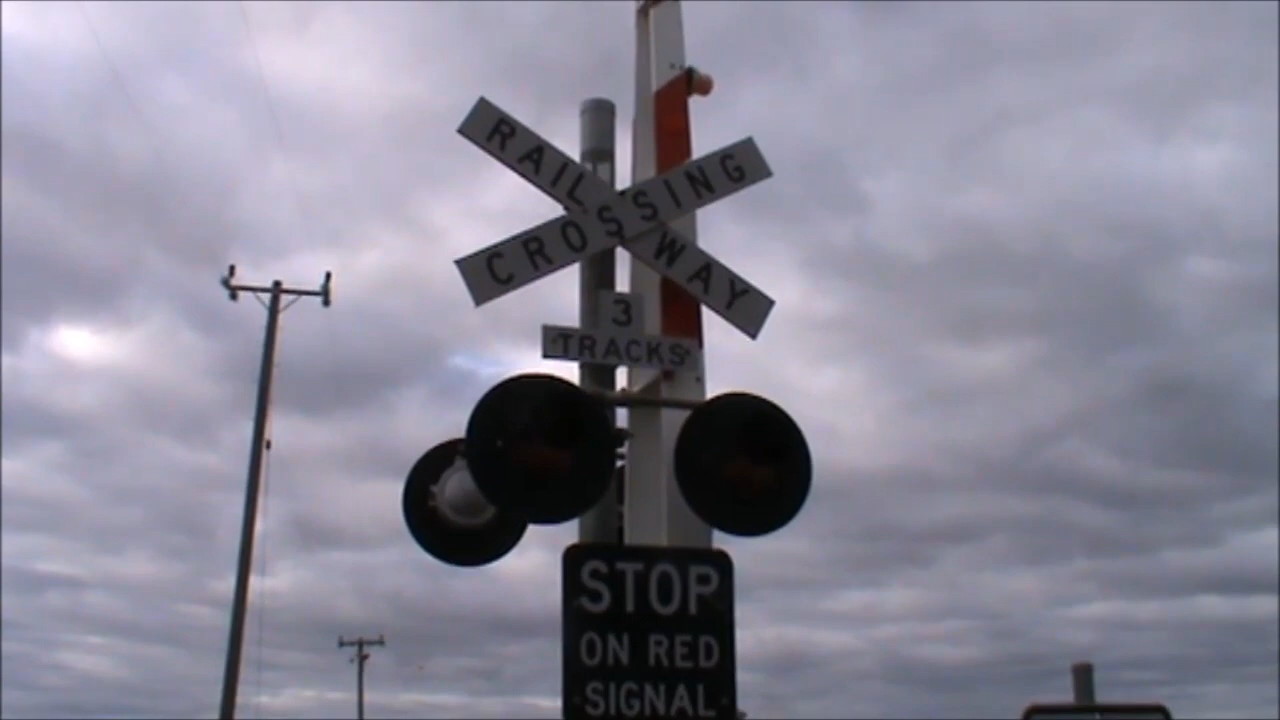 RAILWAY
CROSSING
3
TRACKS
STOP
ON RED
SIGNAL